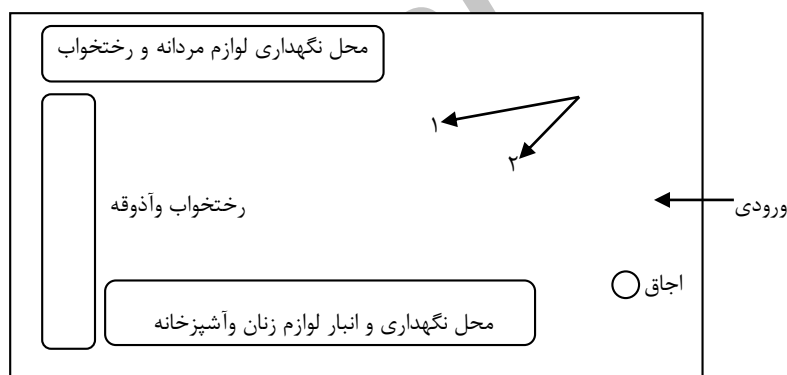 محل نگهداری لوازم مردانه و رختخواب
۱
۲
ورودی
رختخواب وآذوقه
اجاق
محل نگهداری و انبار لوازم زنان وآشپزخانه